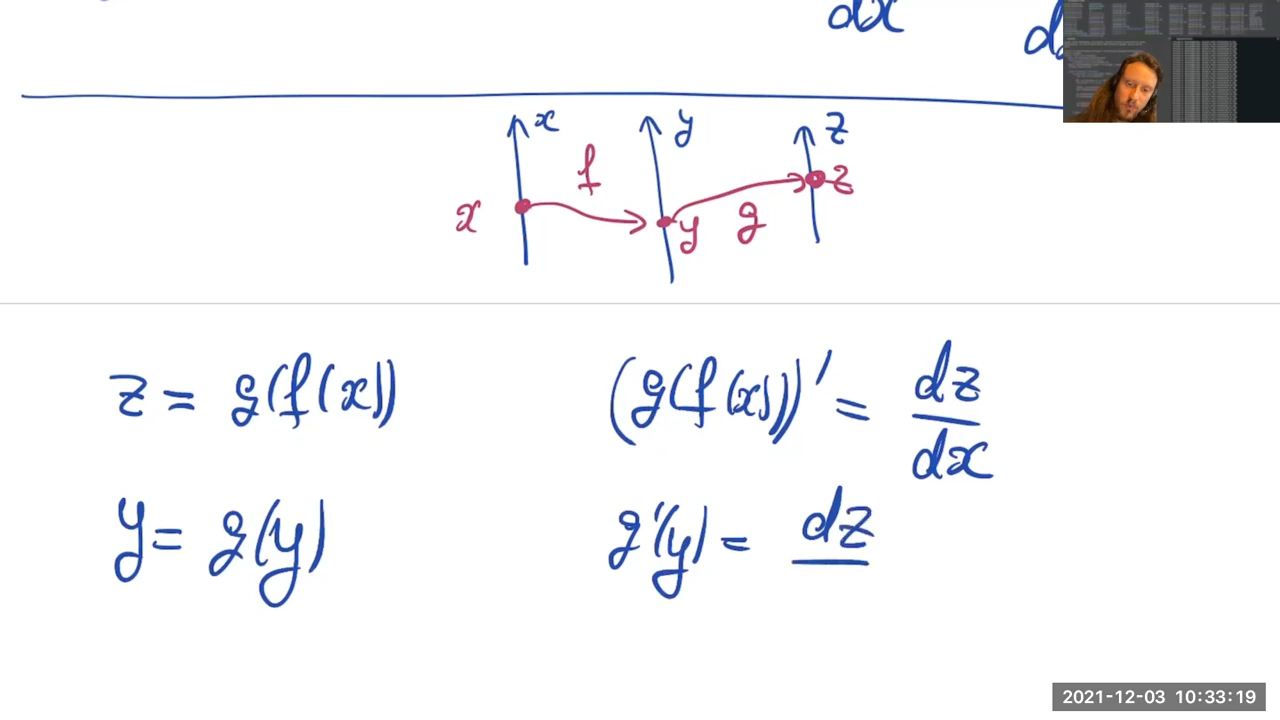 dx
x y z
f
x y g z
z = g(f(x)) (g(f(x)))' = dz/dx
y = g(y) g'(y) = dz
2021-12-03 10:33:19